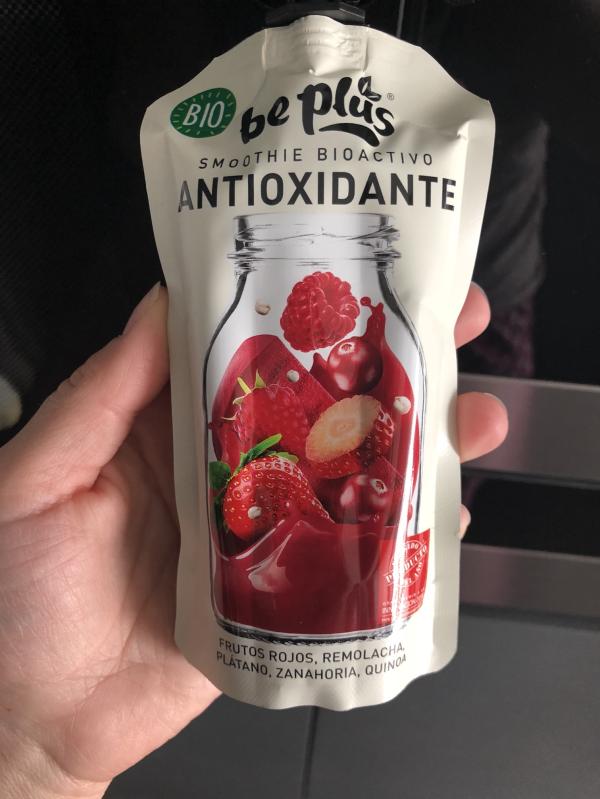 BIO
be plus®
SMOOTHIE BIOACTIVO
ANTIOXIDANTE
FRUTOS ROJOS, REMOLACHA,
PLÁTANO, ZANAHORIA, QUINOA